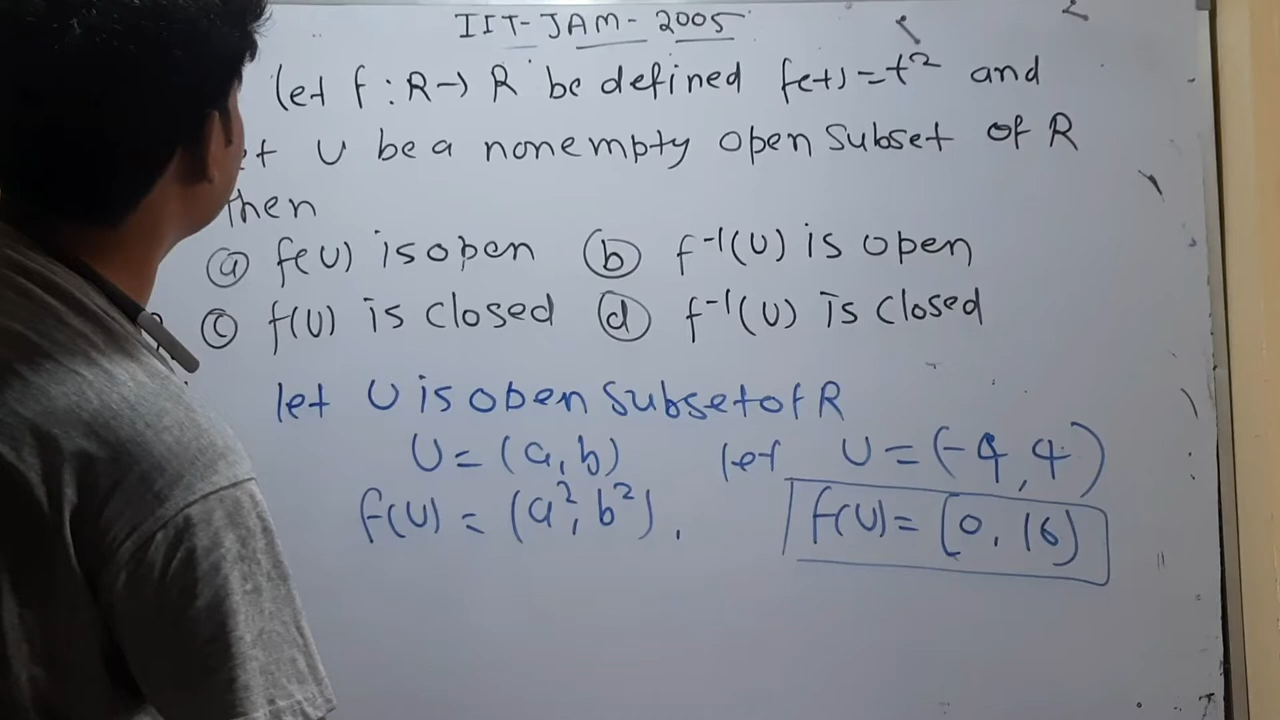 IIT-JAM-2005
let f : R→ R be defined f(t)=t² and
U be a nonempty open subset of R
then
(a) f(U) is open (b) f⁻¹(U) is open
(c) f(U) is closed (d) f⁻¹(U) is closed
let U is open subset of R
U = (a, b) let U = (-4, 4)
f(U) = (a², b²). f(U) = [0, 16)